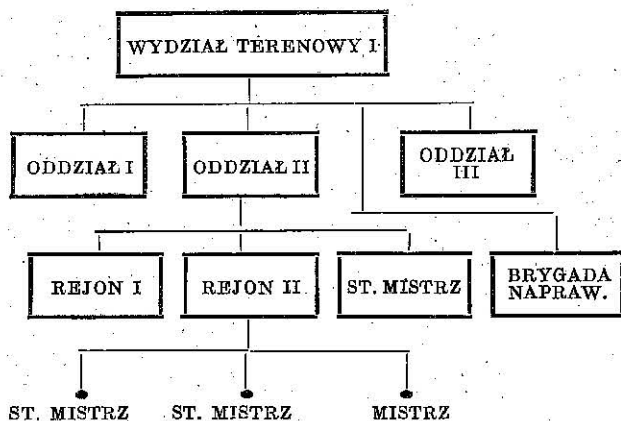 WYDZIAŁ TERENOWY I
ODDZIAŁ I
ODDZIAŁ II
ODDZIAŁ
III
REJON I
REJON II
ST. MISTRZ
BRYGADA
NAPRAW.
ST. MISTRZ
ST. MISTRZ
MISTRZ